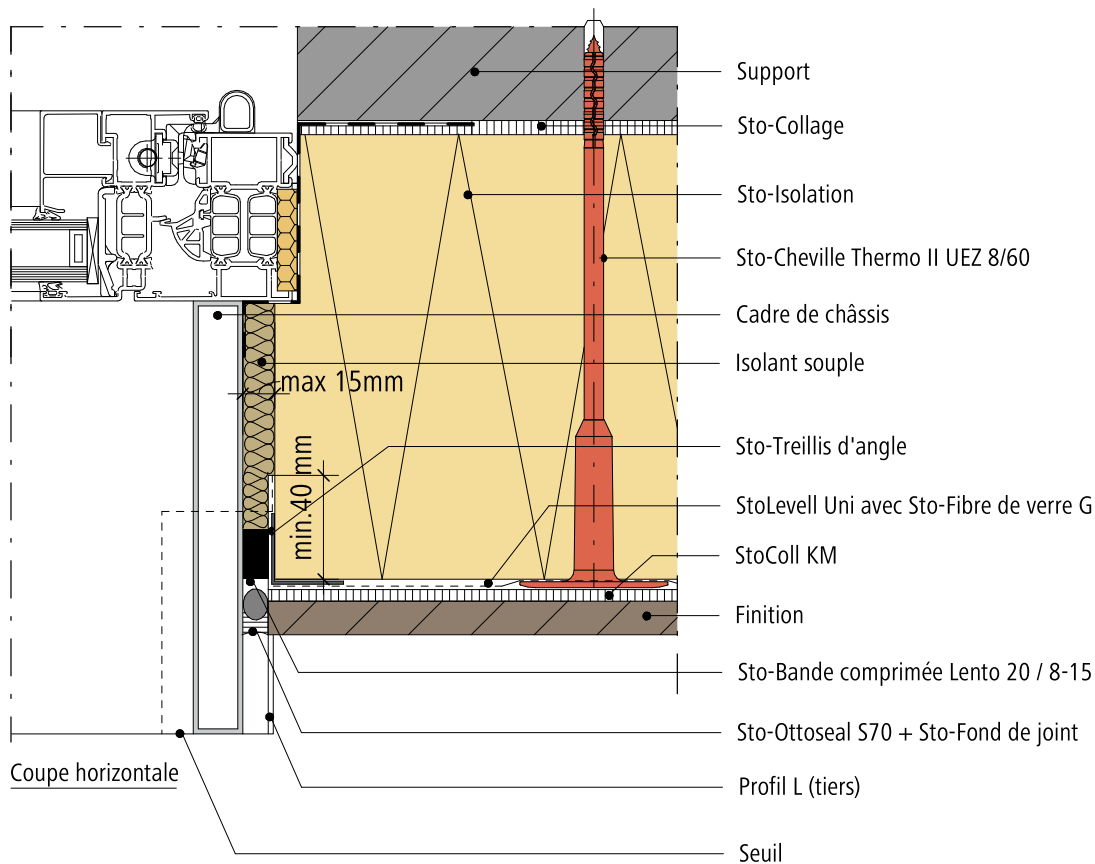 Support
Sto-Collage
Sto-Isolation
Sto-Cheville Thermo II UEZ 8/60
Cadre de châssis
Isolant souple
max 15mm
Sto-Treillis d'angle
min.40 mm
StoLevell Uni avec Sto-Fibre de verre G
StoColl KM
Finition
Sto-Bande comprimée Lento 20 / 8-15
Sto-Ottoseal S70 + Sto-Fond de joint
Coupe horizontale
Profil L (tiers)
Seuil